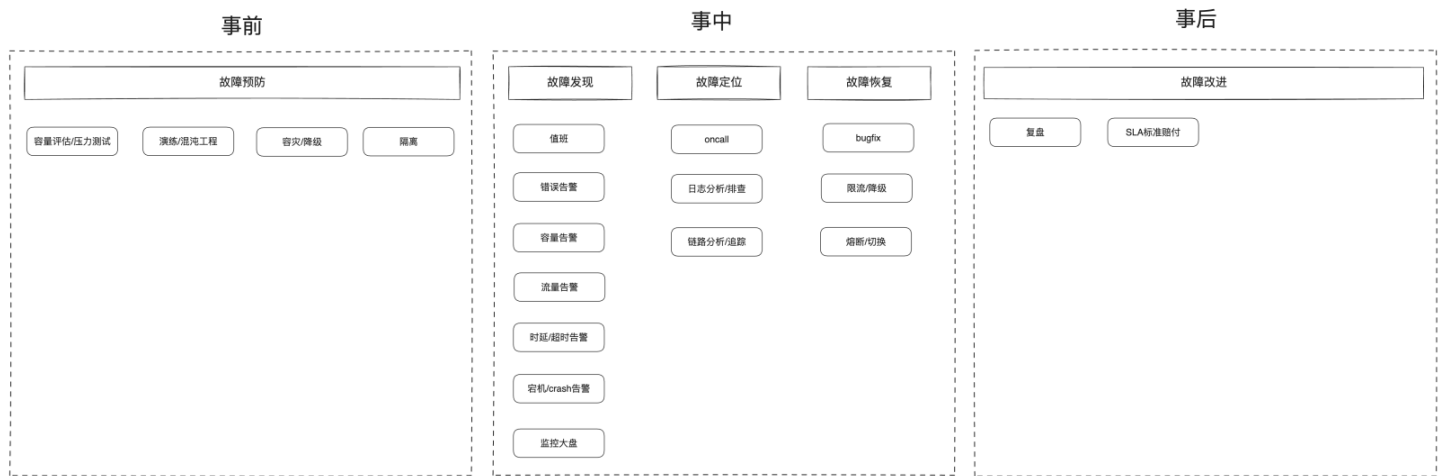 事前
故障预防
容量评估/压力测试
演练/混沌工程
容灾/降级
隔离
事中
故障发现
值班
错误告警
容量告警
流量告警
时延/超时告警
宕机/crash告警
监控大盘
故障定位
oncall
日志分析/排查
链路分析/追踪
故障恢复
bugfix
限流/降级
熔断/切换
事后
故障改进
复盘
SLA标准赔付